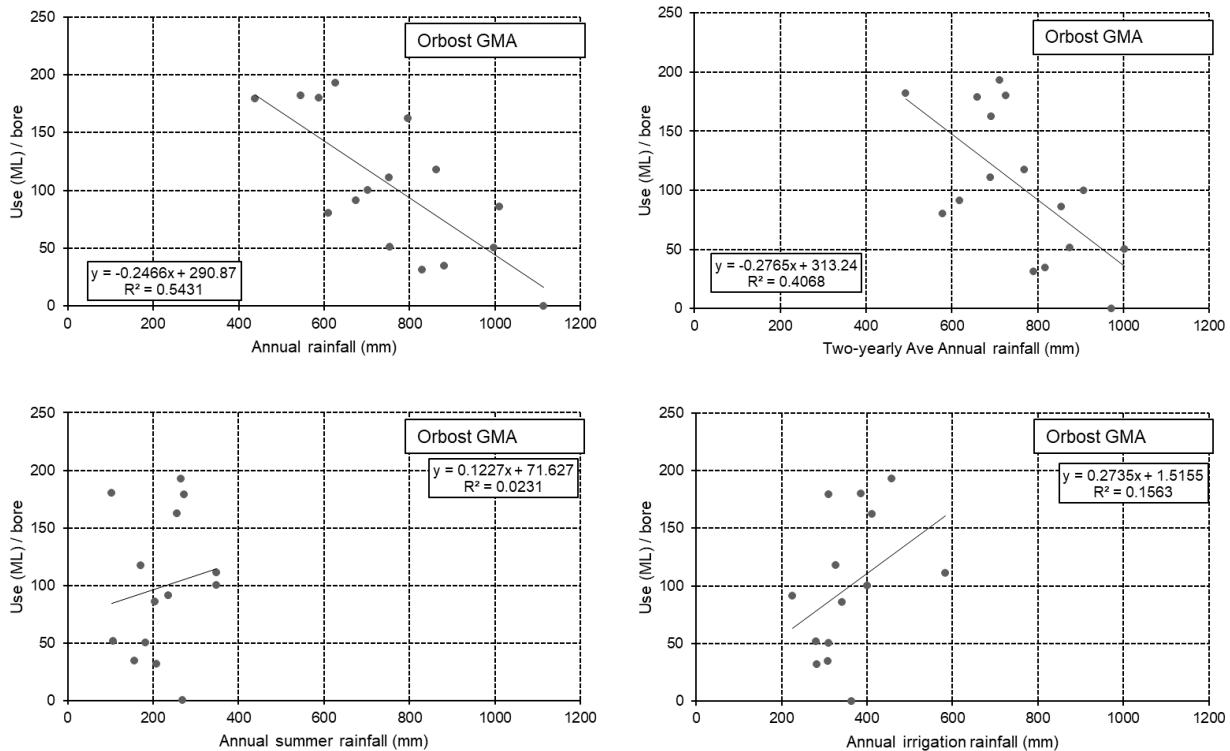 250
200
150
100
50
0
Use (ML) / bore
Orbost GMA
y = -0.2466x + 290.87
R² = 0.5431
0 200 400 600 800 1000 1200
Annual rainfall (mm)
250
200
150
100
50
0
Use (ML) / bore
Orbost GMA
y = -0.2765x + 313.24
R² = 0.4068
0 200 400 600 800 1000 1200
Two-yearly Ave Annual rainfall (mm)
250
200
150
100
50
0
Use (ML) / bore
Orbost GMA
y = 0.1227x + 71.627
R² = 0.0231
0 200 400 600 800 1000 1200
Annual summer rainfall (mm)
250
200
150
100
50
0
Use (ML) / bore
Orbost GMA
y = 0.2735x + 1.5155
R² = 0.1563
0 200 400 600 800 1000 1200
Annual irrigation rainfall (mm)